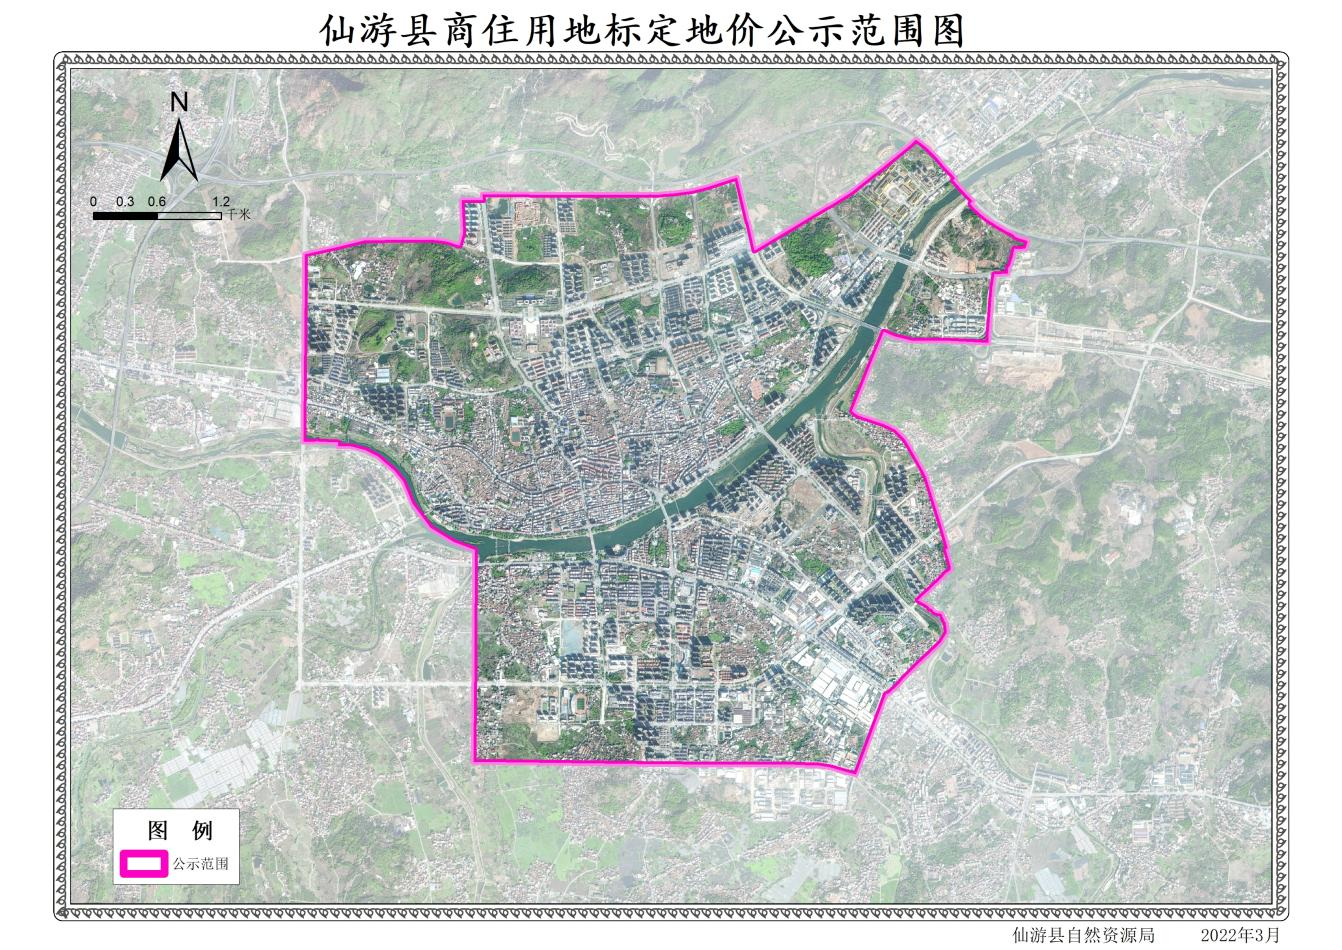 仙游县商住用地标定地价公示范围图
N
0 0.3 0.6 1.2
千米
图 例
公示范围
仙游县自然资源局 2022年3月